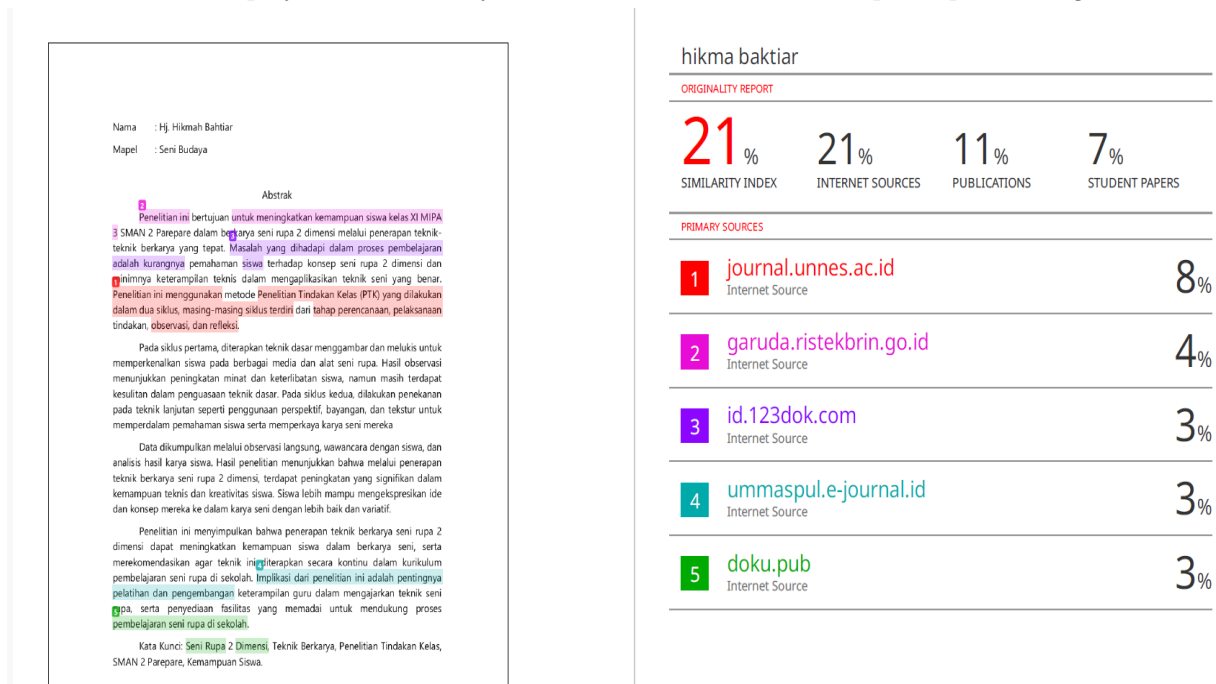 Nama : Hj. Hikmah Bahtiar
Mapel : Seni Budaya
Abstrak
2
Penelitian ini bertujuan untuk meningkatkan kemampuan siswa kelas XI MIPA
3 SMAN 2 Parepare dalam berkarya seni rupa 2 dimensi melalui penerapan teknik-
3
teknik berkarya yang tepat. Masalah yang dihadapi dalam proses pembelajaran
adalah kurangnya pemahaman siswa terhadap konsep seni rupa 2 dimensi dan
minimnya keterampilan teknis dalam mengaplikasikan teknik seni yang benar.
1
Penelitian ini menggunakan metode Penelitian Tindakan Kelas (PTK) yang dilakukan
dalam dua siklus, masing-masing siklus terdiri dari tahap perencanaan, pelaksanaan
tindakan, observasi, dan refleksi.
Pada siklus pertama, diterapkan teknik dasar menggambar dan melukis untuk
memperkenalkan siswa pada berbagai media dan alat seni rupa. Hasil observasi
menunjukkan peningkatan minat dan keterlibatan siswa, namun masih terdapat
kesulitan dalam penguasaan teknik dasar. Pada siklus kedua, dilakukan penekanan
pada teknik lanjutan seperti penggunaan perspektif, bayangan, dan tekstur untuk
memperdalam pemahaman siswa serta memperkaya karya seni mereka
Data dikumpulkan melalui observasi langsung, wawancara dengan siswa, dan
analisis hasil karya siswa. Hasil penelitian menunjukkan bahwa melalui penerapan
teknik berkarya seni rupa 2 dimensi, terdapat peningkatan yang signifikan dalam
kemampuan teknis dan kreativitas siswa. Siswa lebih mampu mengekspresikan ide
dan konsep mereka ke dalam karya seni dengan lebih baik dan variatif.
Penelitian ini menyimpulkan bahwa penerapan teknik berkarya seni rupa 2
dimensi dapat meningkatkan kemampuan siswa dalam berkarya seni, serta
merekomendasikan agar teknik ini diterapkan secara kontinu dalam kurikulum
4
pembelajaran seni rupa di sekolah. Implikasi dari penelitian ini adalah pentingnya
pelatihan dan pengembangan keterampilan guru dalam mengajarkan teknik seni
5
rupa, serta penyediaan fasilitas yang memadai untuk mendukung proses
pembelajaran seni rupa di sekolah.
Kata Kunci: Seni Rupa 2 Dimensi, Teknik Berkarya, Penelitian Tindakan Kelas,
SMAN 2 Parepare, Kemampuan Siswa.
hikma baktiar
ORIGINALITY REPORT
21% 21% 11% 7%
SIMILARITY INDEX INTERNET SOURCES PUBLICATIONS STUDENT PAPERS
PRIMARY SOURCES
1 journal.unnes.ac.id 8%
Internet Source
2 garuda.ristekbrin.go.id 4%
Internet Source
3 id.123dok.com 3%
Internet Source
4 ummaspul.e-journal.id 3%
Internet Source
5 doku.pub 3%
Internet Source